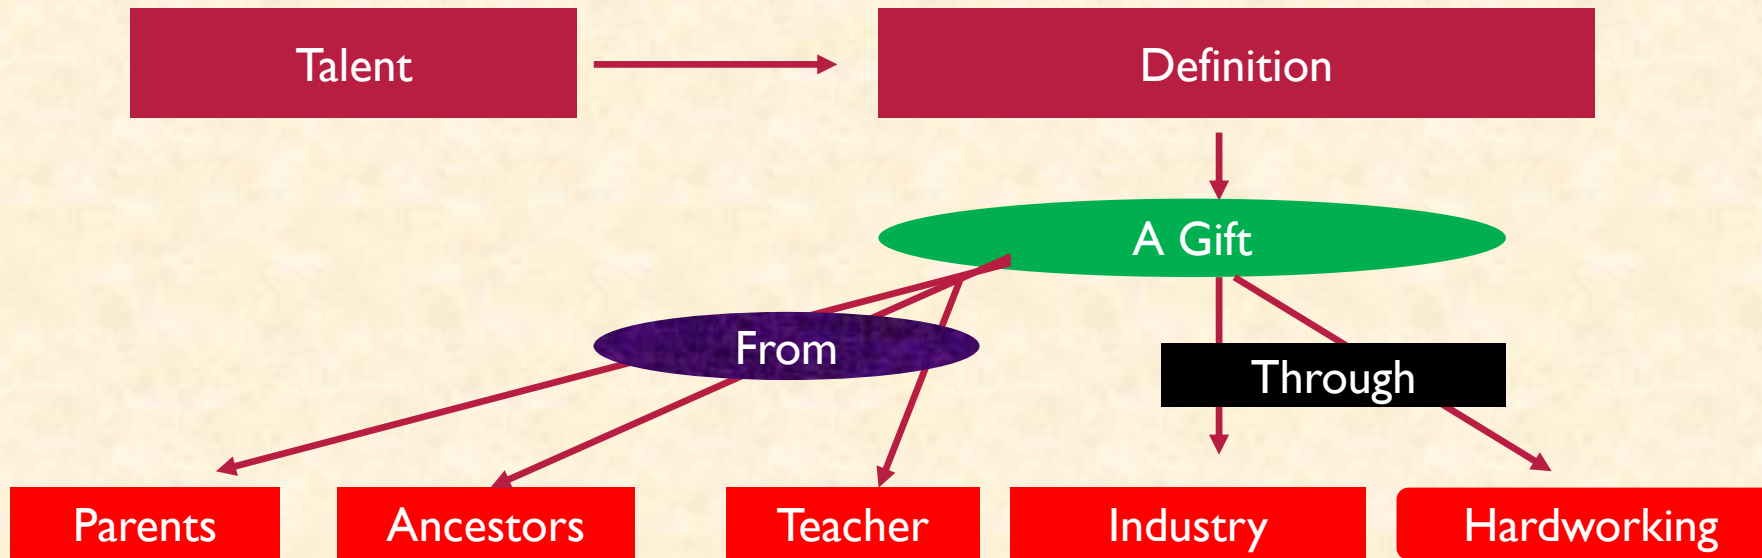 Talent
Definition
A Gift
From
Through
Parents
Ancestors
Teacher
Industry
Hardworking